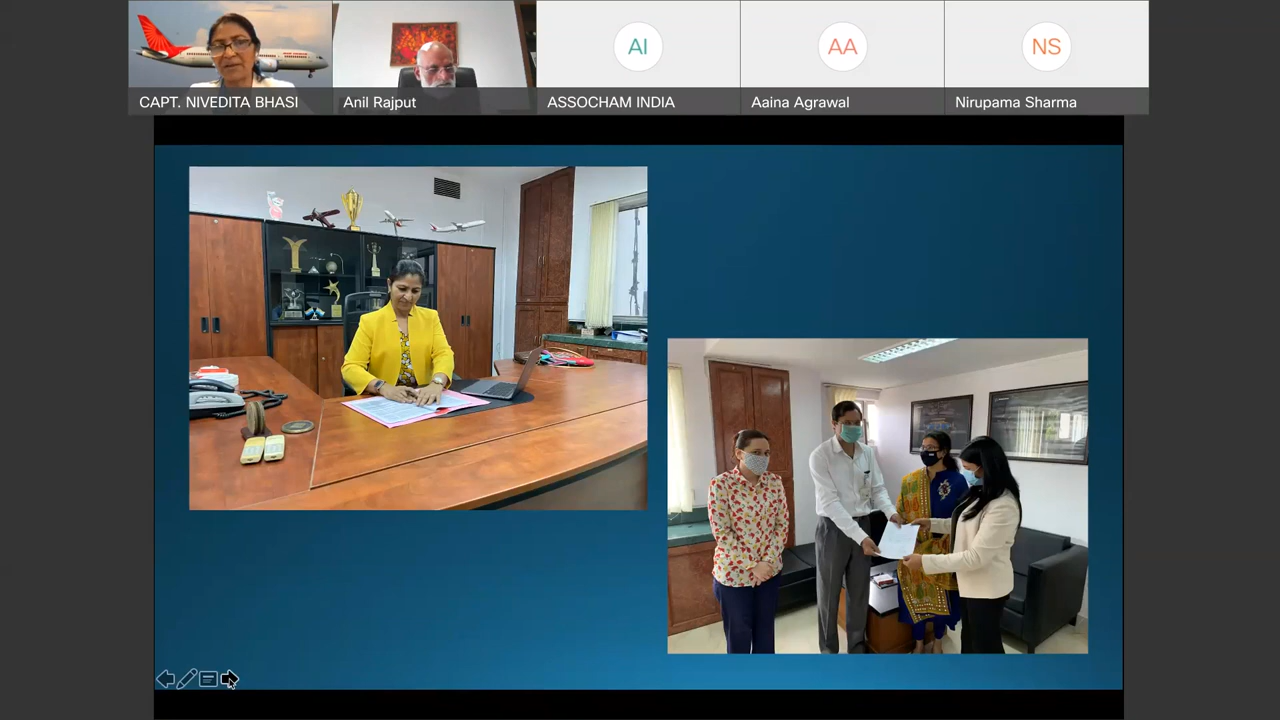 AI
AA
NS
CAPT. NIVEDITA BHASI
Anil Rajput
ASSOCHAM INDIA
Aaina Agrawal
Nirupama Sharma